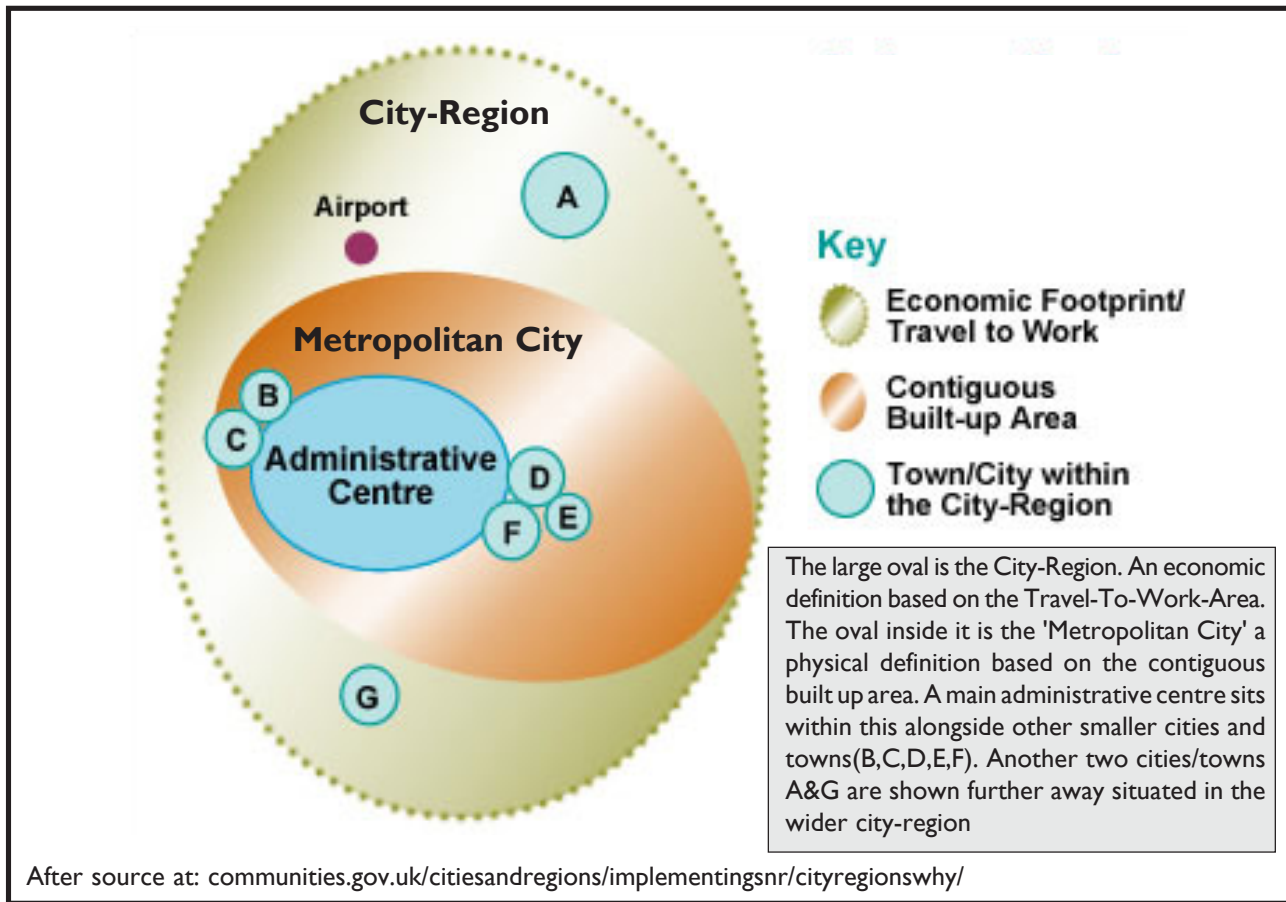 City-Region
A
Airport
Metropolitan City
B
C
Administrative
Centre
D
E
F
G
Key
Economic Footprint/
Travel to Work
Contiguous
Built-up Area
Town/City within
the City-Region
The large oval is the City-Region. An economic
definition based on the Travel-To-Work-Area.
The oval inside it is the 'Metropolitan City' a
physical definition based on the contiguous
built up area. A main administrative centre sits
within this alongside other smaller cities and
towns(B,C,D,E,F). Another two cities/towns
A&G are shown further away situated in the
wider city-region
After source at: communities.gov.uk/citiesandregions/implementingsnr/cityregionswhy/